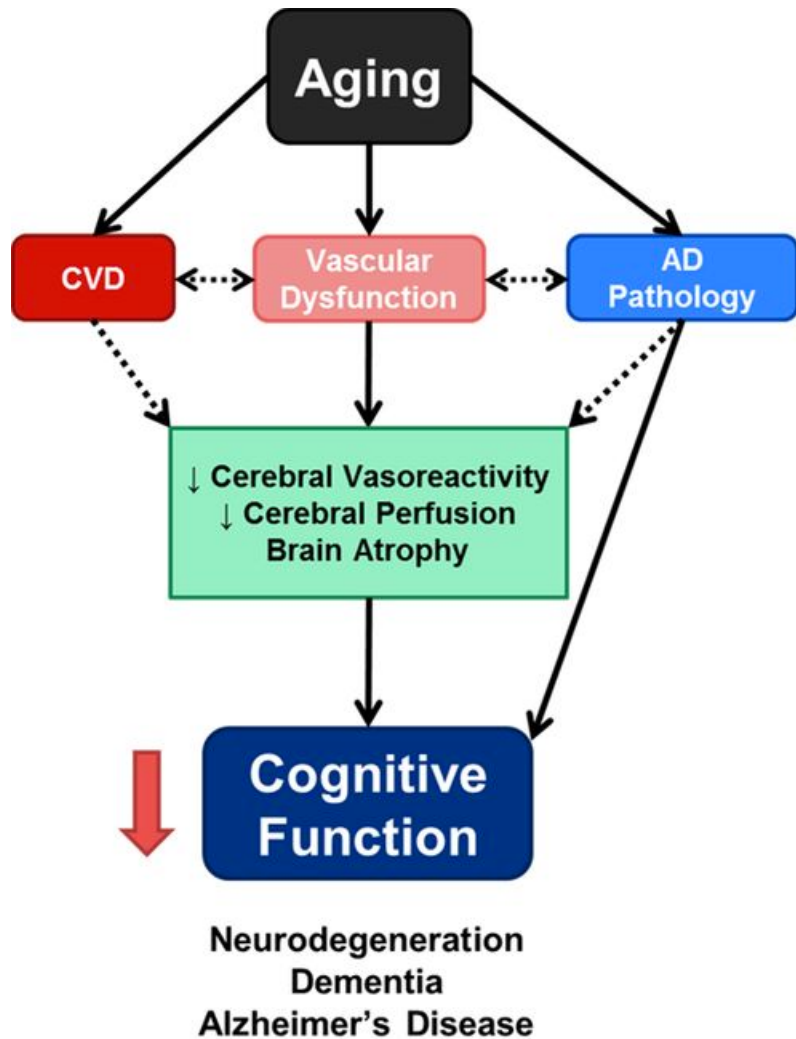 Aging
CVD
Vascular
Dysfunction
AD
Pathology
↓ Cerebral Vasoreactivity
↓ Cerebral Perfusion
Brain Atrophy
Cognitive
Function
Neurodegeneration
Dementia
Alzheimer's Disease